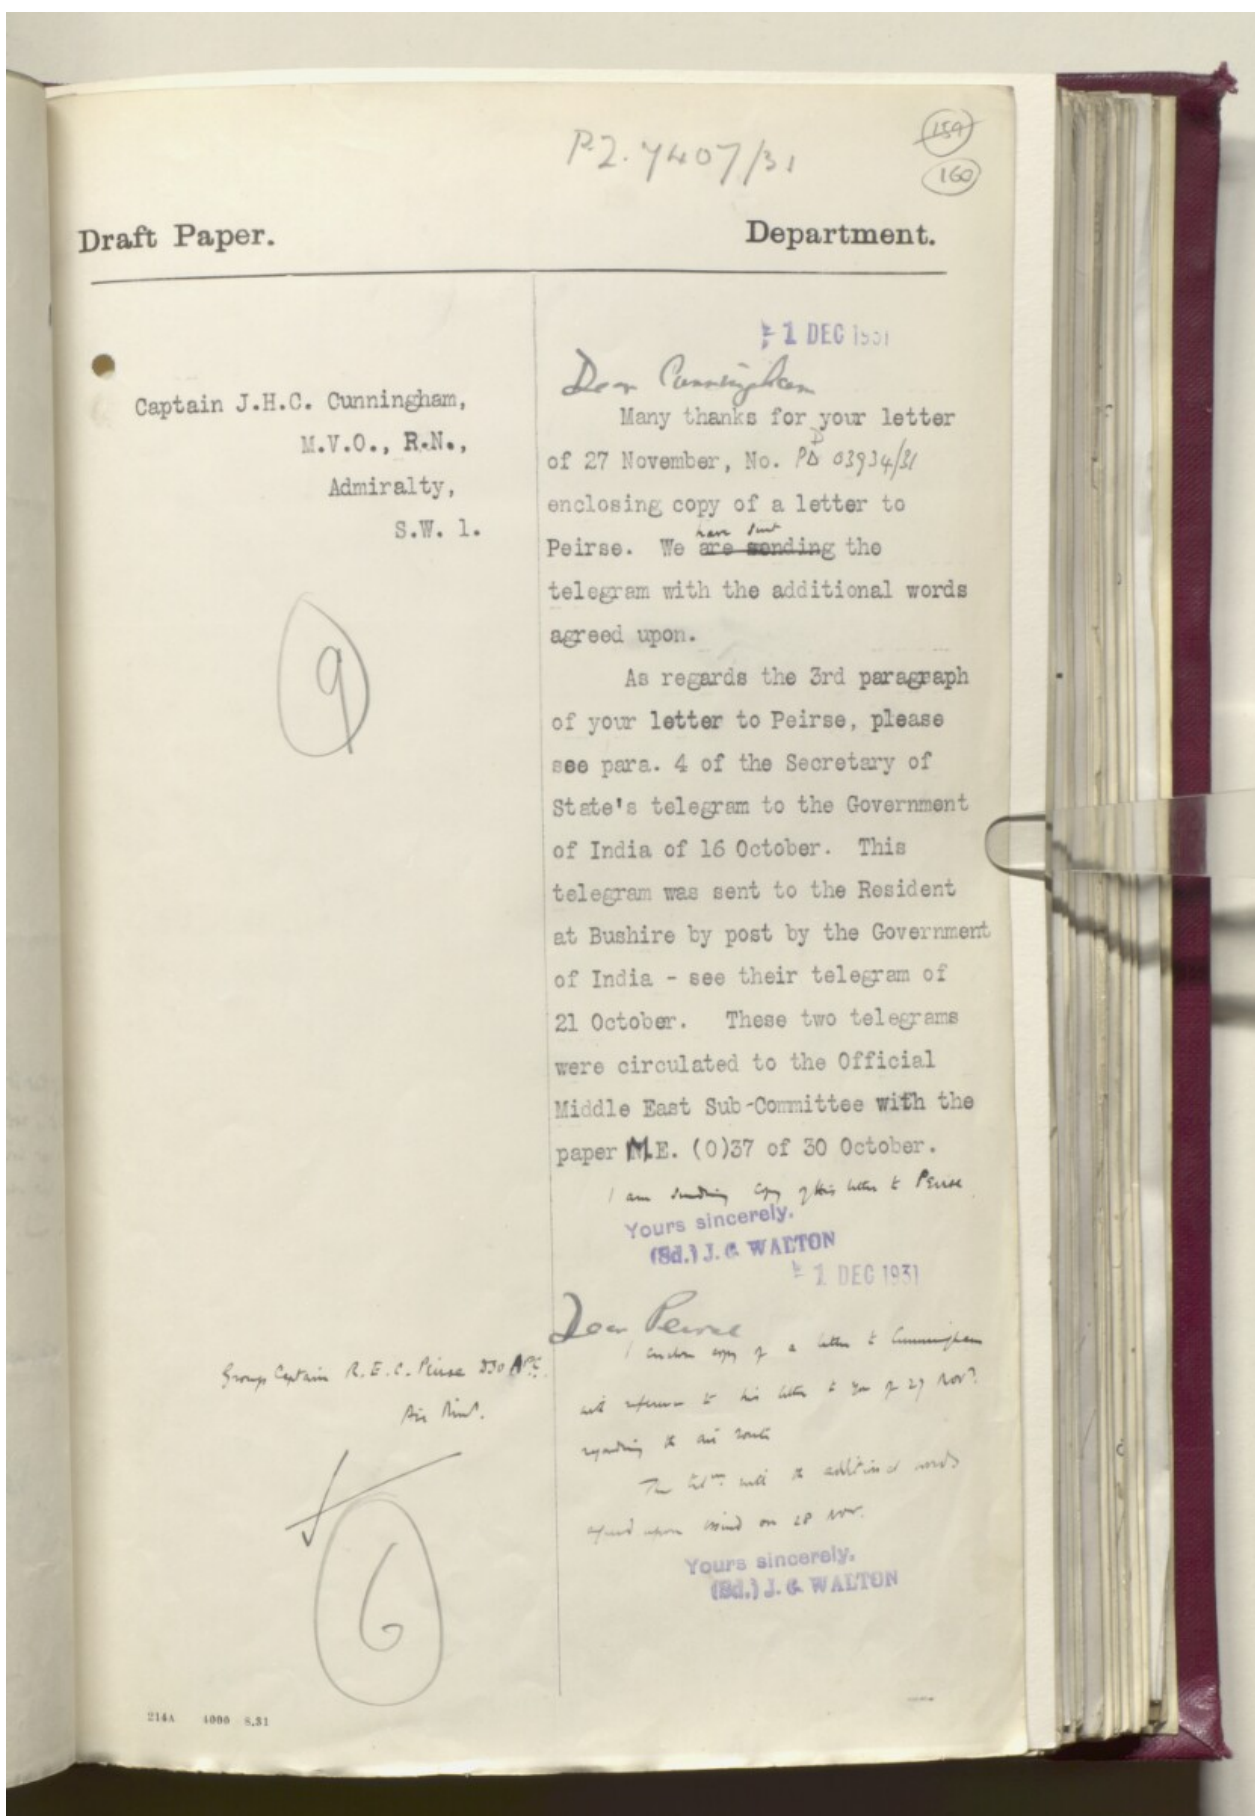 P.Z. 7407/31
159
160
Draft Paper.
Department.
1 DEC 1931
Captain J.H.C. Cunningham,
M.V.O., R.N.,
Admiralty,
S.W. 1.
9
Dear Cunningham
Many thanks for your letter
of 27 November, No. PD 03934/31
enclosing copy of a letter to
have sent
Peirse. We are sending the
telegram with the additional words
agreed upon.
As regards the 3rd paragraph
of your letter to Peirse, please
see para. 4 of the Secretary of
State's telegram to the Government
of India of 16 October. This
telegram was sent to the Resident
at Bushire by post by the Government
of India - see their telegram of
21 October. These two telegrams
were circulated to the Official
Middle East Sub-Committee with the
paper M.E. (O)37 of 30 October.
I am sending copy of this letter to Peirse.
Yours sincerely.
(Sd.) J. C. WALTON
1 DEC 1931
Group Captain R.E.C. Peirse DSO AFC.
Air Min.
6
Dear Peirse
I enclose copy of a letter to Cunningham
with reference to his letter to you of 27 Nov.
regarding the air route
The tel. with the additional words
agreed upon issued on 28 Nov.
Yours sincerely.
(Sd.) J. C. WALTON
214A 4000 8.31